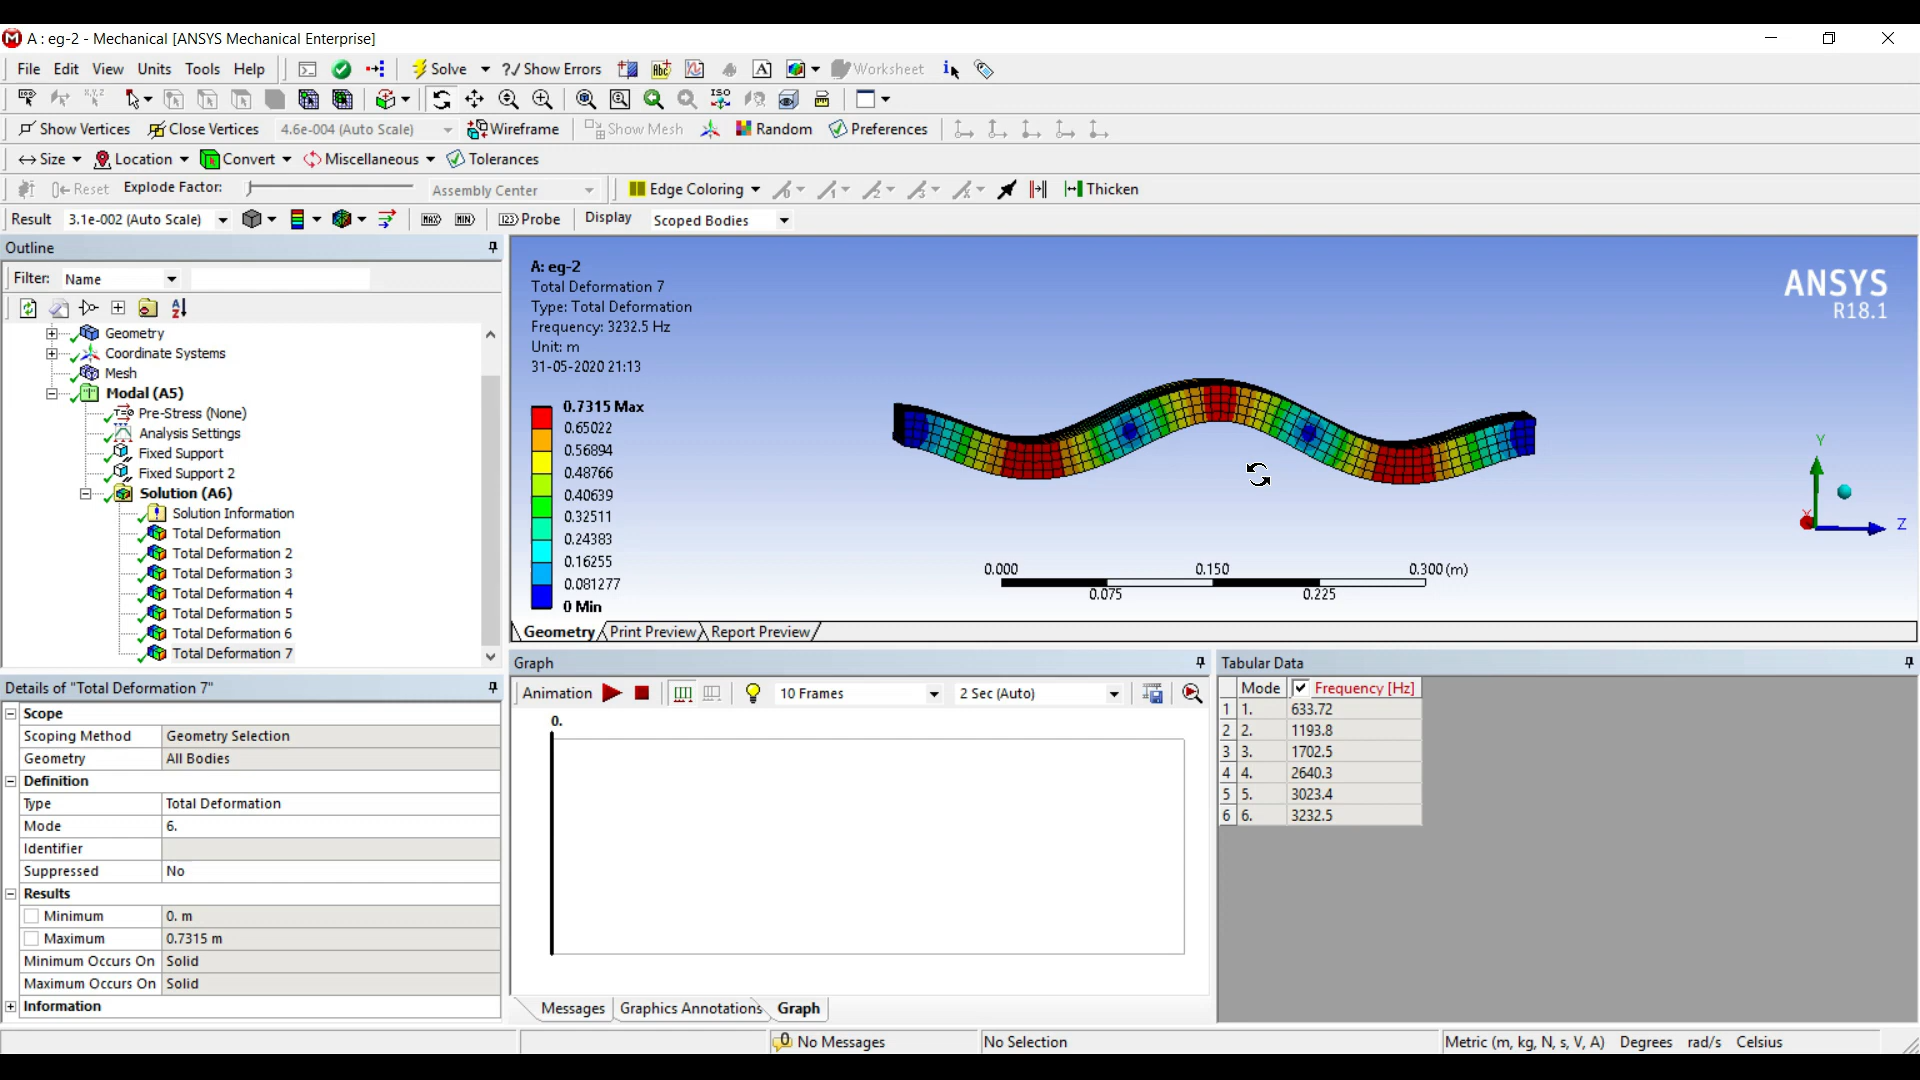 A : eg-2 - Mechanical [ANSYS Mechanical Enterprise]
File Edit View Units Tools Help Solve ?/ Show Errors Worksheet
Show Vertices Close Vertices 4.6e-004 (Auto Scale) Wireframe Show Mesh Random Preferences
Size Location Convert Miscellaneous Tolerances
Reset Explode Factor: Assembly Center Edge Coloring Thicken
Result 3.1e-002 (Auto Scale) MAX MIN Probe Display Scoped Bodies
Outline
Filter: Name
Geometry
Coordinate Systems
Mesh
Modal (A5)
Pre-Stress (None)
Analysis Settings
Fixed Support
Fixed Support 2
Solution (A6)
Solution Information
Total Deformation
Total Deformation 2
Total Deformation 3
Total Deformation 4
Total Deformation 5
Total Deformation 6
Total Deformation 7
A: eg-2
Total Deformation 7
Type: Total Deformation
Frequency: 3232.5 Hz
Unit: m
31-05-2020 21:13
0.7315 Max
0.65022
0.56894
0.48766
0.40639
0.32511
0.24383
0.16255
0.081277
0 Min
ANSYS
R18.1
Y
X
Z
0.000 0.150 0.300 (m)
0.075 0.225
Geometry Print Preview Report Preview
Details of "Total Deformation 7"
Scope
Scoping Method Geometry Selection
Geometry All Bodies
Definition
Type Total Deformation
Mode 6.
Identifier
Suppressed No
Results
Minimum 0. m
Maximum 0.7315 m
Minimum Occurs On Solid
Maximum Occurs On Solid
Information
Graph
Animation 10 Frames 2 Sec (Auto)
0.
Messages Graphics Annotations Graph
Tabular Data
Mode Frequency [Hz]
1 1. 633.72
2 2. 1193.8
3 3. 1702.5
4 4. 2640.3
5 5. 3023.4
6 6. 3232.5
0 No Messages No Selection Metric (m, kg, N, s, V, A) Degrees rad/s Celsius